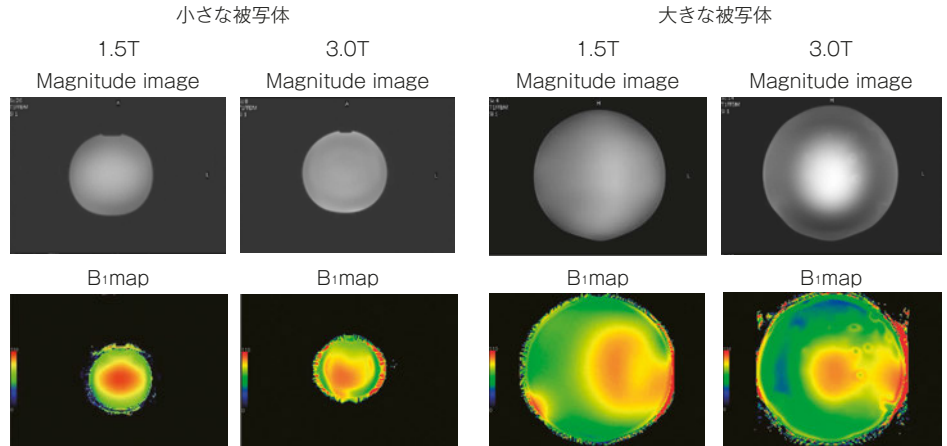 小さな被写体 大きな被写体
1.5T 3.0T 1.5T 3.0T
Magnitude image Magnitude image Magnitude image Magnitude image
A H H
L L L
B₁map B₁map B₁map B₁map